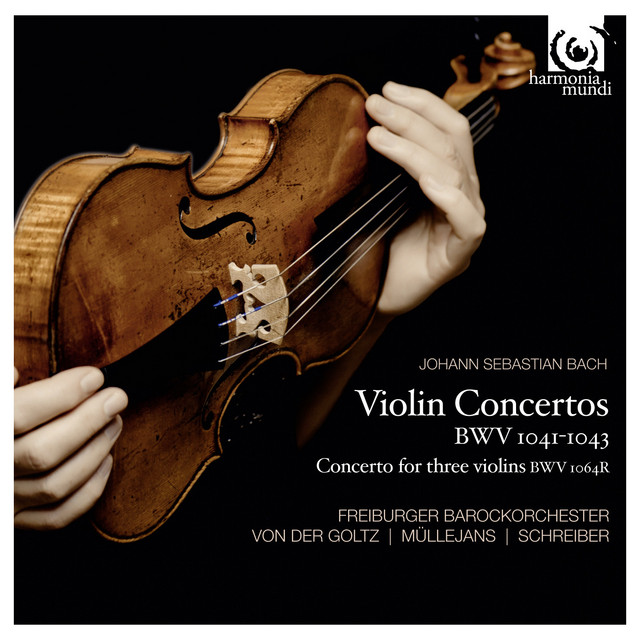 harmonia
mundi
JOHANN SEBASTIAN BACH
Violin Concertos
BWV 1041-1043
Concerto for three violins BWV 1064R
FREIBURGER BAROCKORCHESTER
VON DER GOLTZ | MÜLLEJANS | SCHREIBER